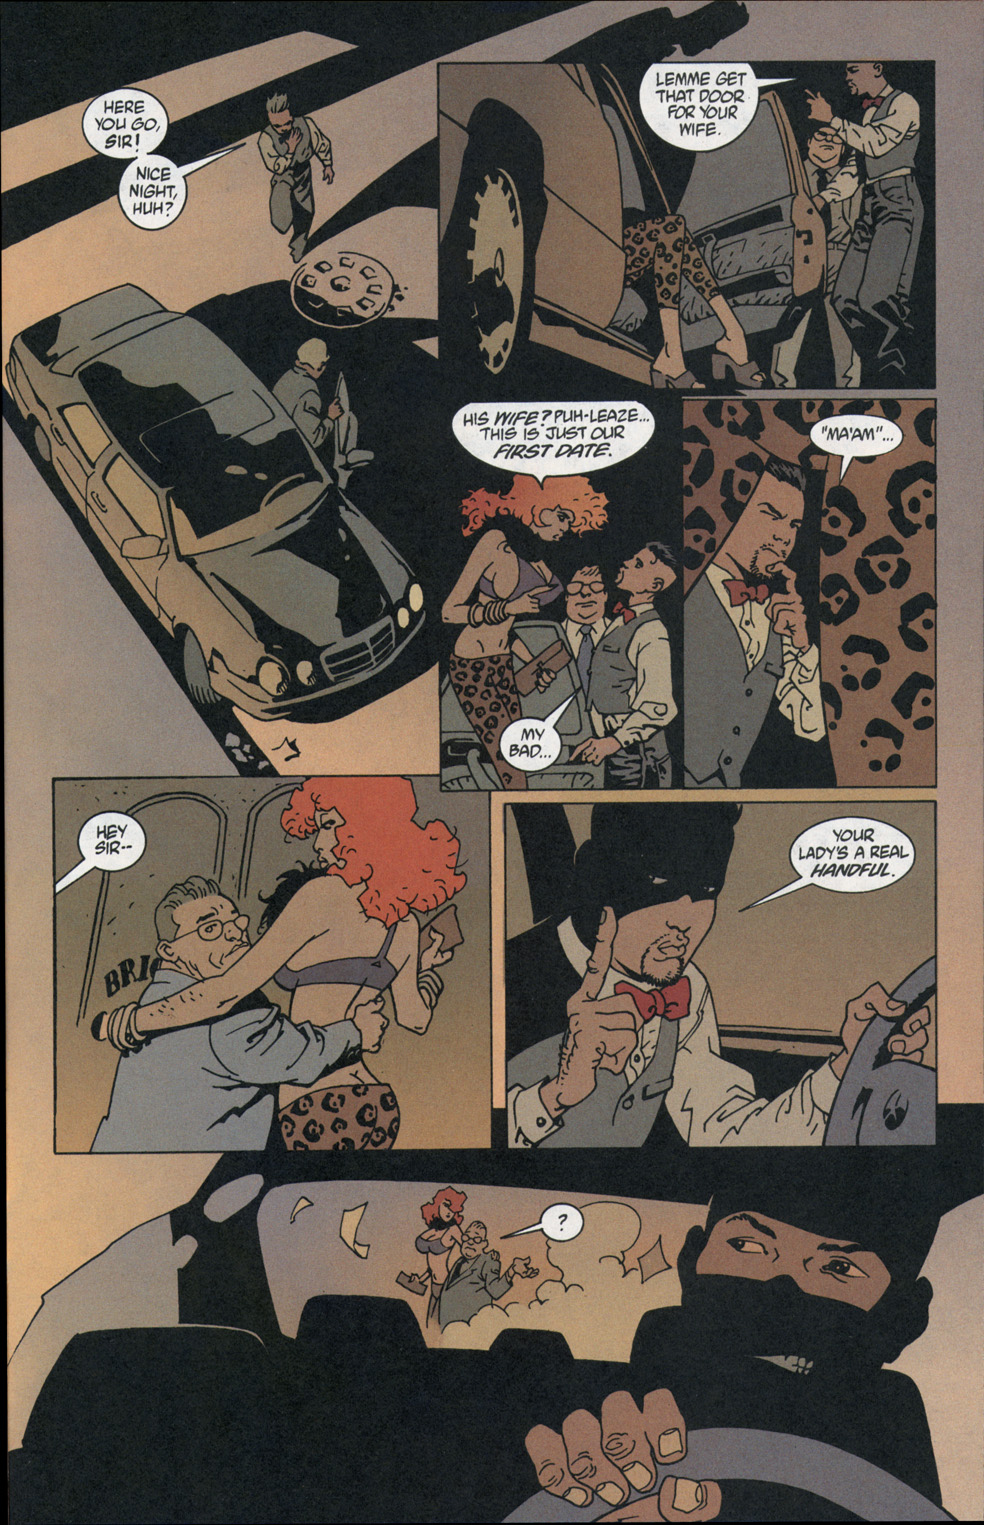 HERE
YOU GO,
SIR!
NICE
NIGHT,
HUH?
LEMME GET
THAT DOOR
FOR YOUR
WIFE.
HIS WIFE? PUH-LEAZE...
THIS IS JUST OUR
FIRST DATE.
MY
BAD...
"MA'AM"...
HEY
SIR--
YOUR
LADY'S A REAL
HANDFUL.
?